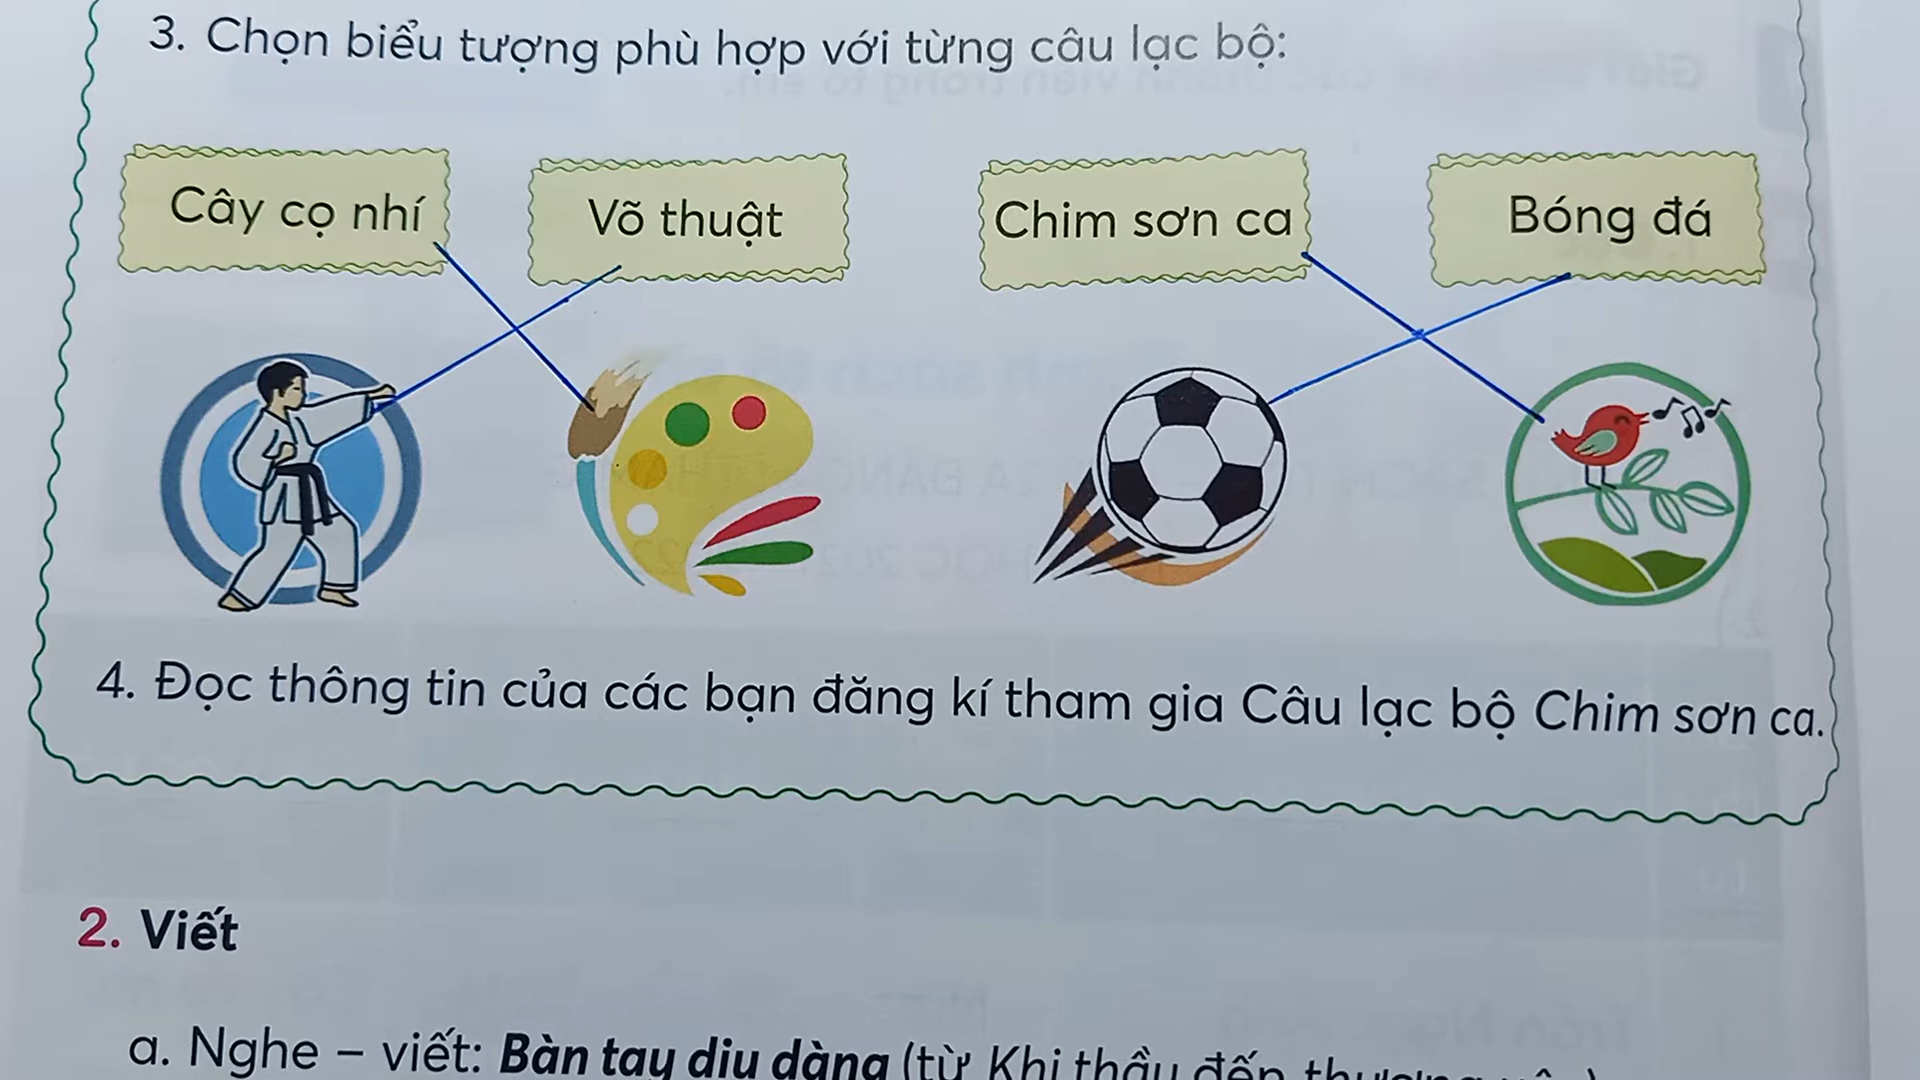 3. Chọn biểu tượng phù hợp với từng câu lạc bộ:
Cây cọ nhí
Võ thuật
Chim sơn ca
Bóng đá
4. Đọc thông tin của các bạn đăng kí tham gia Câu lạc bộ Chim sơn ca.
2. Viết
a. Nghe – viết: Bàn tay dịu dàng (từ Khi thầy đến